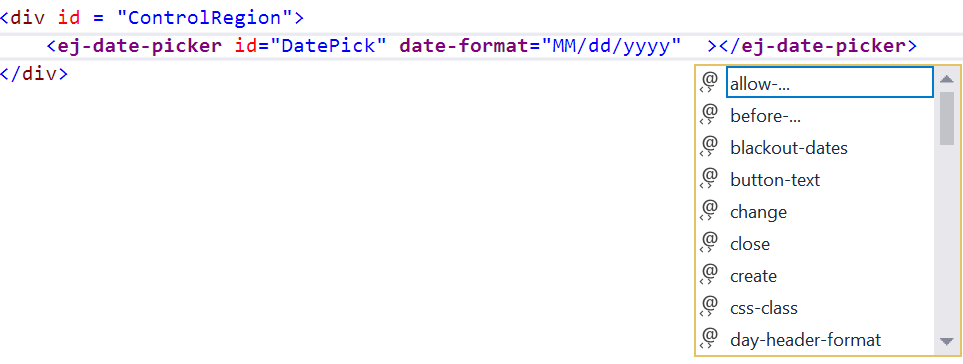 <div id = "ControlRegion">
<ej-date-picker id="DatePick" date-format="MM/dd/yyyy"  ></ej-date-picker>
</div>
allow-...
before-...
blackout-dates
button-text
change
close
create
css-class
day-header-format